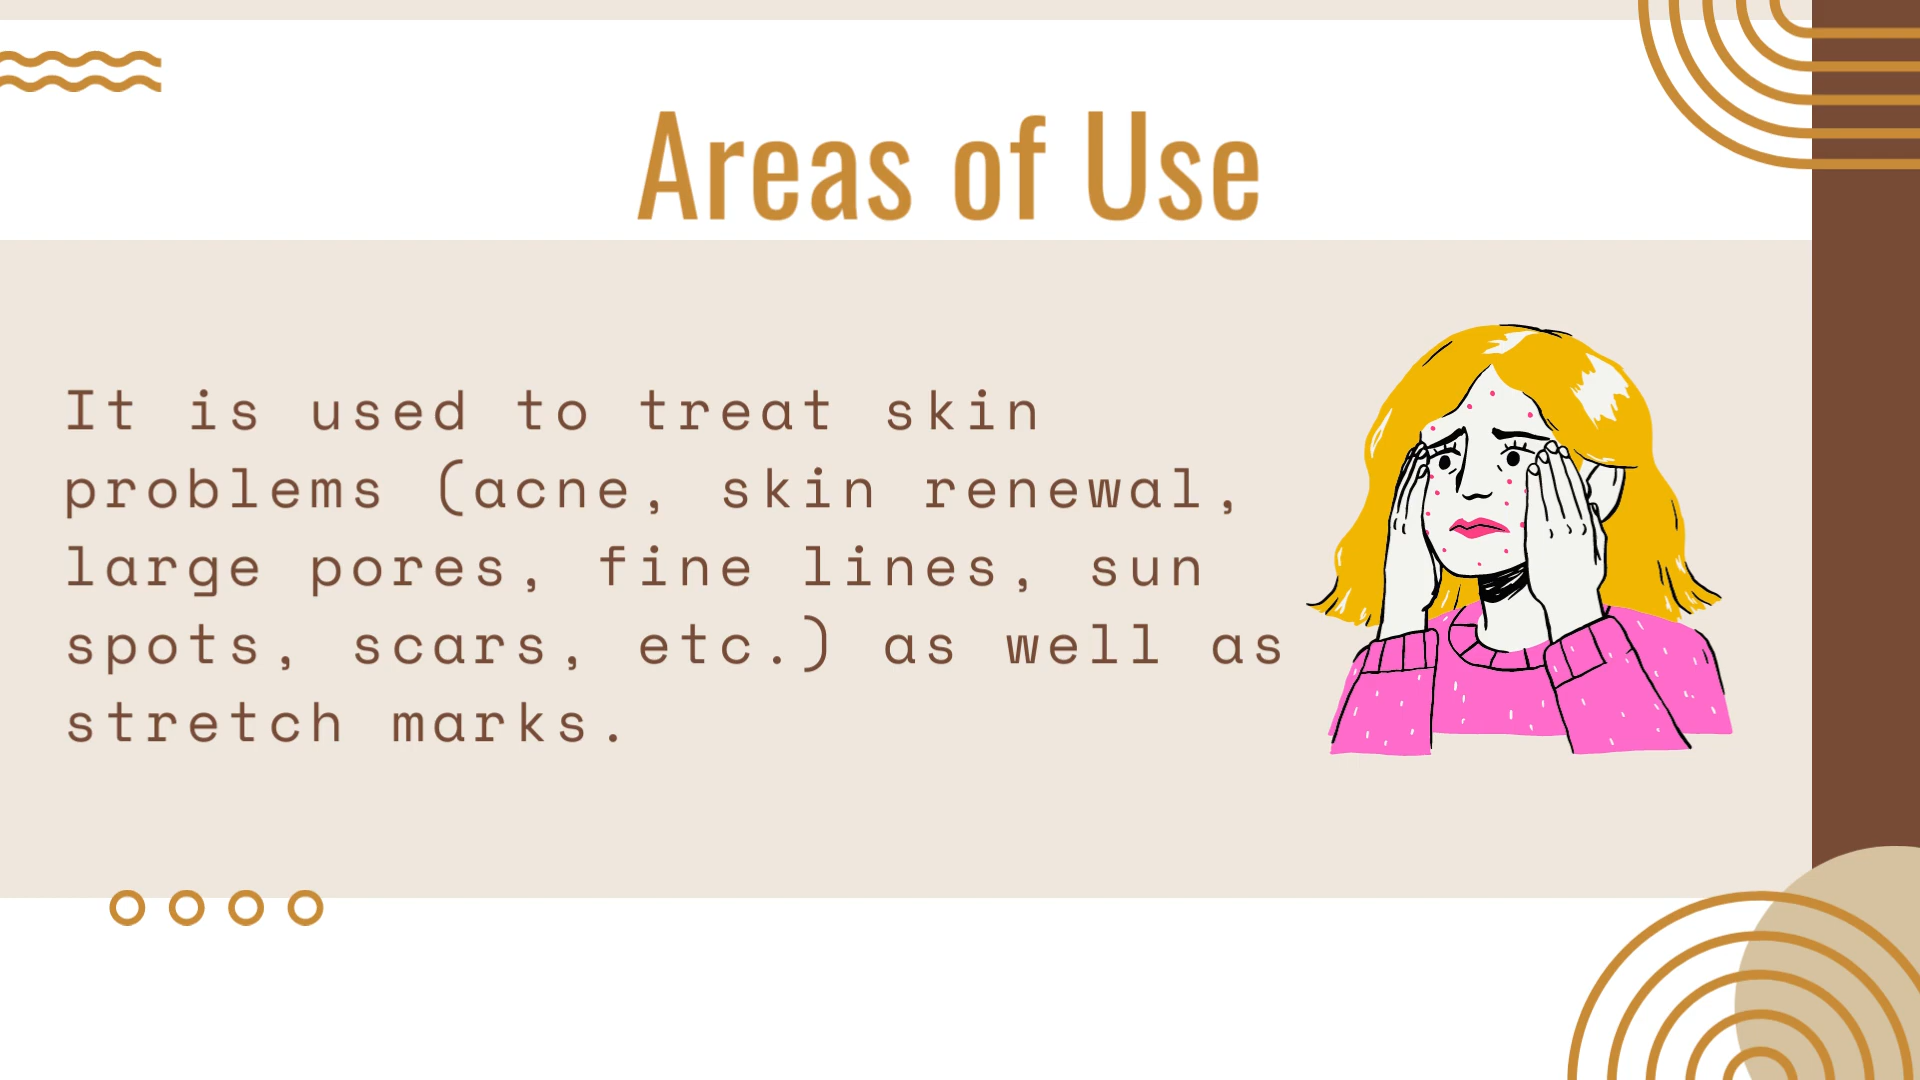 Areas of Use
It is used to treat skin
problems (acne, skin renewal,
large pores, fine lines, sun
spots, scars, etc.) as well as
stretch marks.